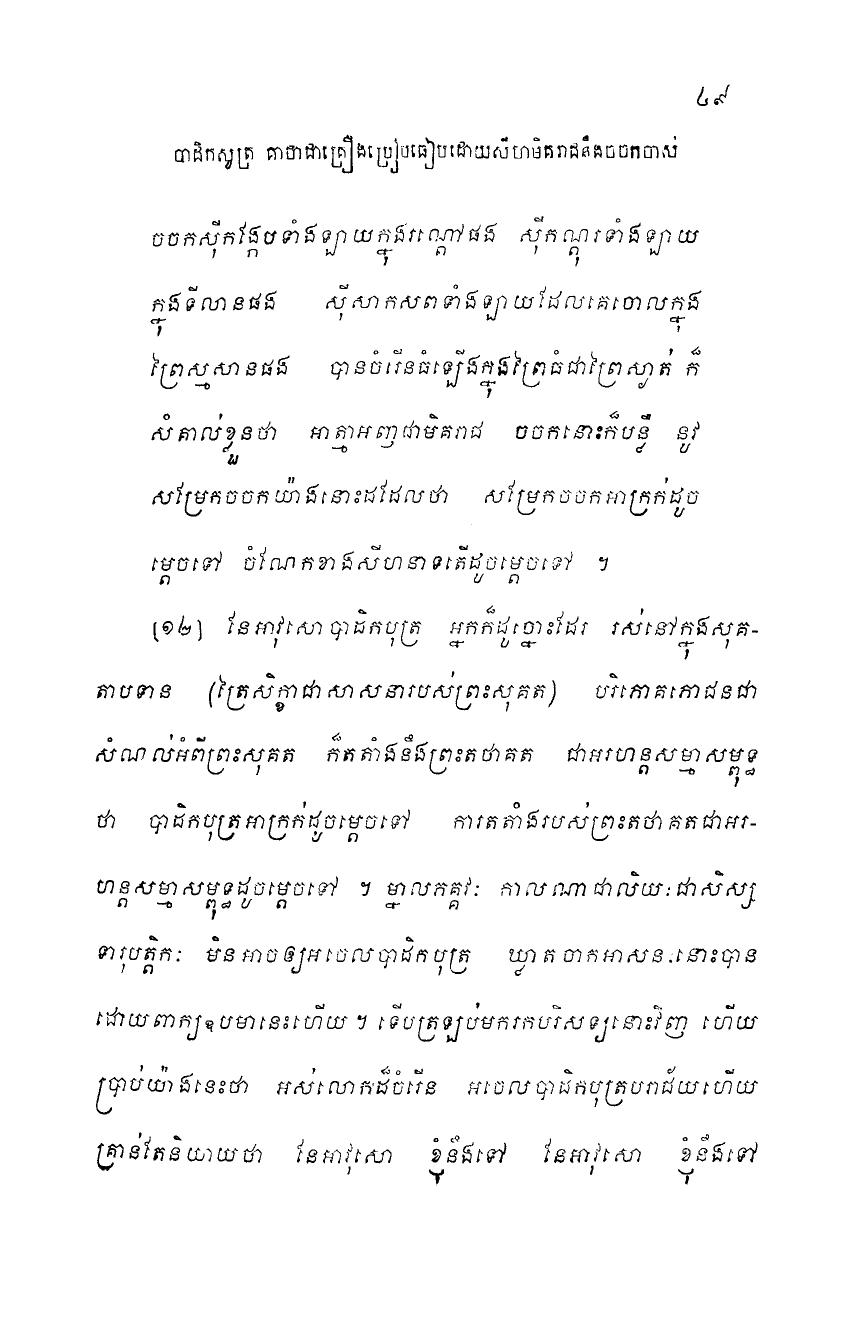 ៤៩
បាដិកសូត្រ គាថាជាគ្រឿងប្រៀបធៀបដោយសីហមិគរាជនឹងចចកចាស់
ចចកស៊ីកង្កែបទាំងឡាយក្នុងរណ្តៅផង ស៊ីកណ្តុរទាំងឡាយ
ក្នុងទីលានផង ស៊ីសាកសពទាំងឡាយដែលគេចោលក្នុង
ព្រៃស្មសានផង បានចំរើនធំឡើងក្នុងព្រៃធំជាព្រៃស្ងាត់ ក៏
សំគាល់ខ្លួនថា អាត្មាអញជាមិគរាជ ចចកនោះក៏បន្លឺ នូវ
សម្រែកចចកយ៉ាងនោះដដែលថា សម្រែកចចកអាក្រក់ដូច
ម្តេចទៅ ចំណែកខាងសីហនាទតើដូចម្តេចទៅ ។
[១២] នែអាវុសោបាដិកបុត្រ អ្នកក៏ដូច្នោះដែរ រស់នៅក្នុងសុគ-
តាបទាន (ត្រៃសិក្ខាជាសាសនារបស់ព្រះសុគត) បរិភោគភោជនជា
សំណល់អំពីព្រះសុគត ក៏តតាំងនឹងព្រះតថាគត ជាអរហន្តសម្មាសម្ពុទ្ធ
ថា បាដិកបុត្រអាក្រក់ដូចម្តេចទៅ ការតតាំងរបស់ព្រះតថាគតជាអរ-
ហន្តសម្មាសម្ពុទ្ធដូចម្តេចទៅ ។ ម្នាលភគ្គវៈ កាលណាជាលិយៈជាសិស្ស
ទារុបត្តិកៈ មិនអាចឲ្យអចេលបាដិកបុត្រ ឃ្លាតចាកអាសនៈនោះបាន
ដោយពាក្យឧបមានេះហើយ ។ ទើបត្រឡប់មករកបរិសទ្យនោះវិញ ហើយ
ប្រាប់យ៉ាងនេះថា អស់លោកដ៏ចំរើន អចេលបាដិកបុត្របរាជ័យហើយ
គ្រាន់តែនិយាយថា នែអាវុសោ ខ្ញុំនឹងទៅ នែអាវុសោ ខ្ញុំនឹងទៅ